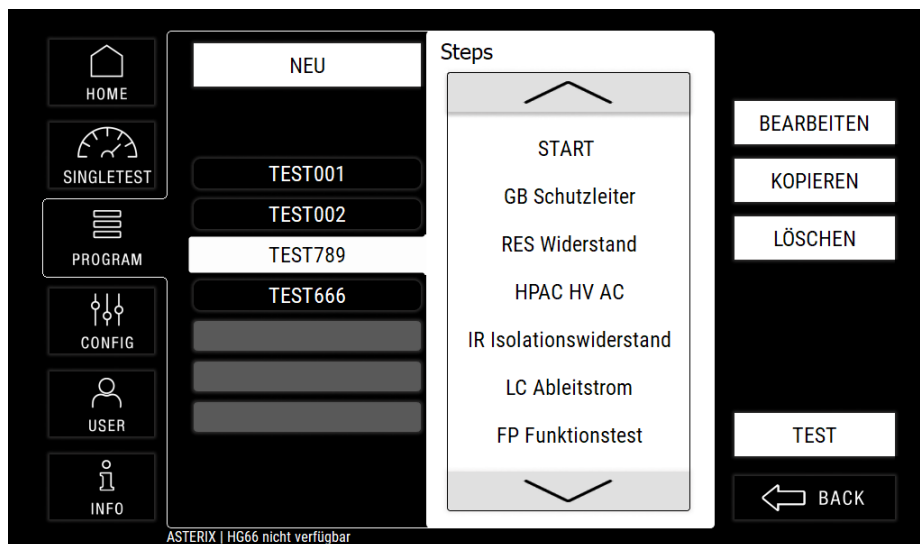 HOME
SINGLETEST
PROGRAM
CONFIG
USER
INFO
NEU
TEST001
TEST002
TEST789
TEST666
Steps
START
GB Schutzleiter
RES Widerstand
HPAC HV AC
IR Isolationswiderstand
LC Ableitstrom
FP Funktionstest
BEARBEITEN
KOPIEREN
LÖSCHEN
TEST
BACK
ASTERIX | HG66 nicht verfügbar